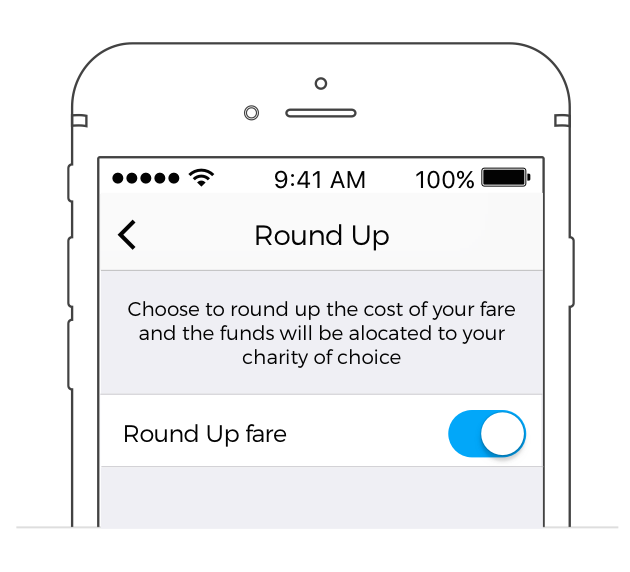 9:41 AM 100%
Round Up
Choose to round up the cost of your fare
and the funds will be alocated to your
charity of choice
Round Up fare